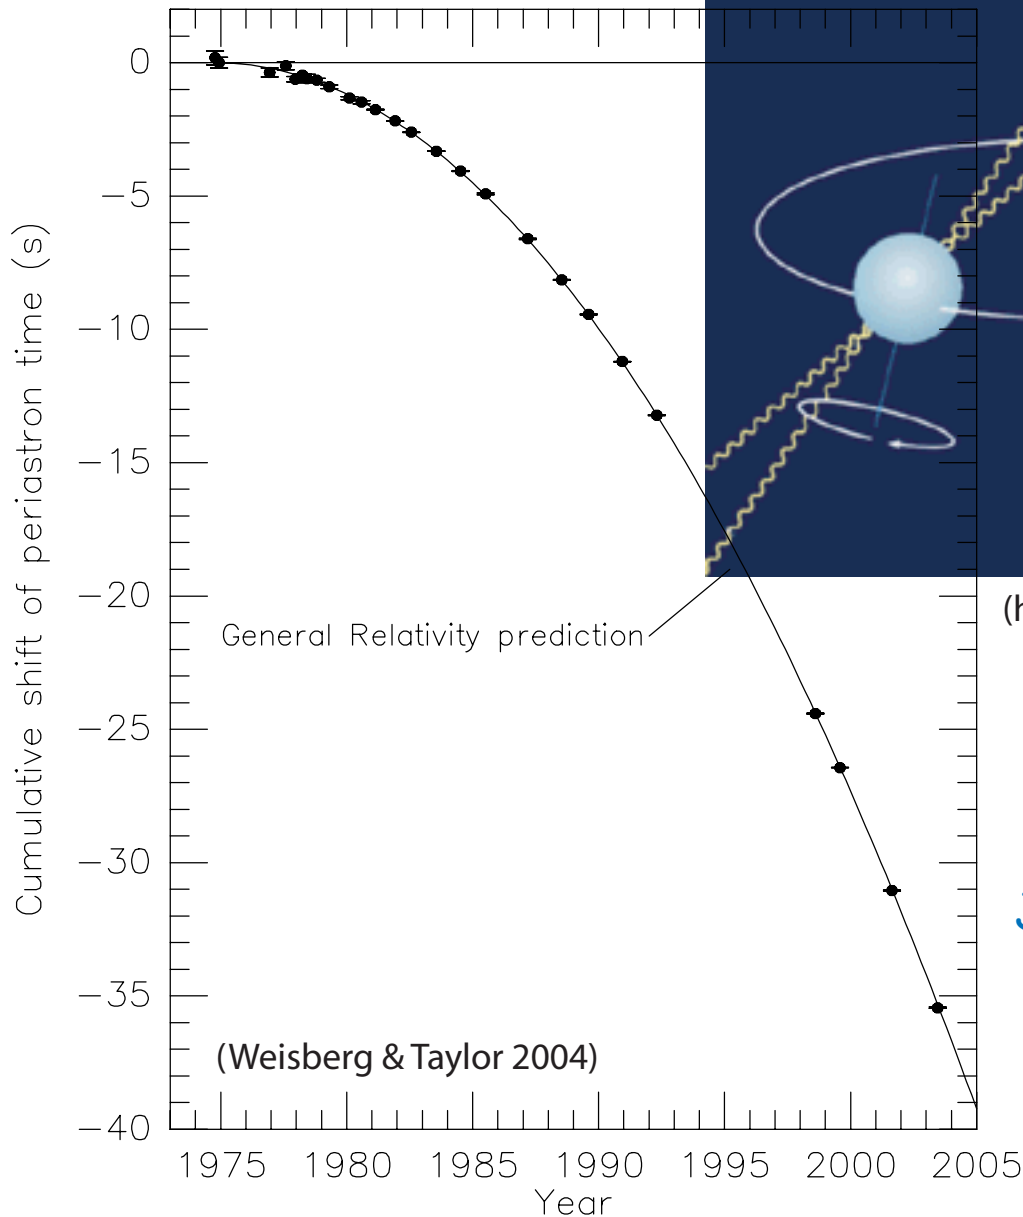 0
−5
−10
−15
−20
−25
−30
−35
−40
Cumulative shift of periastron time (s)
General Relativity prediction
(h
(Weisberg & Taylor 2004)
1975 1980 1985 1990 1995 2000 2005
Year